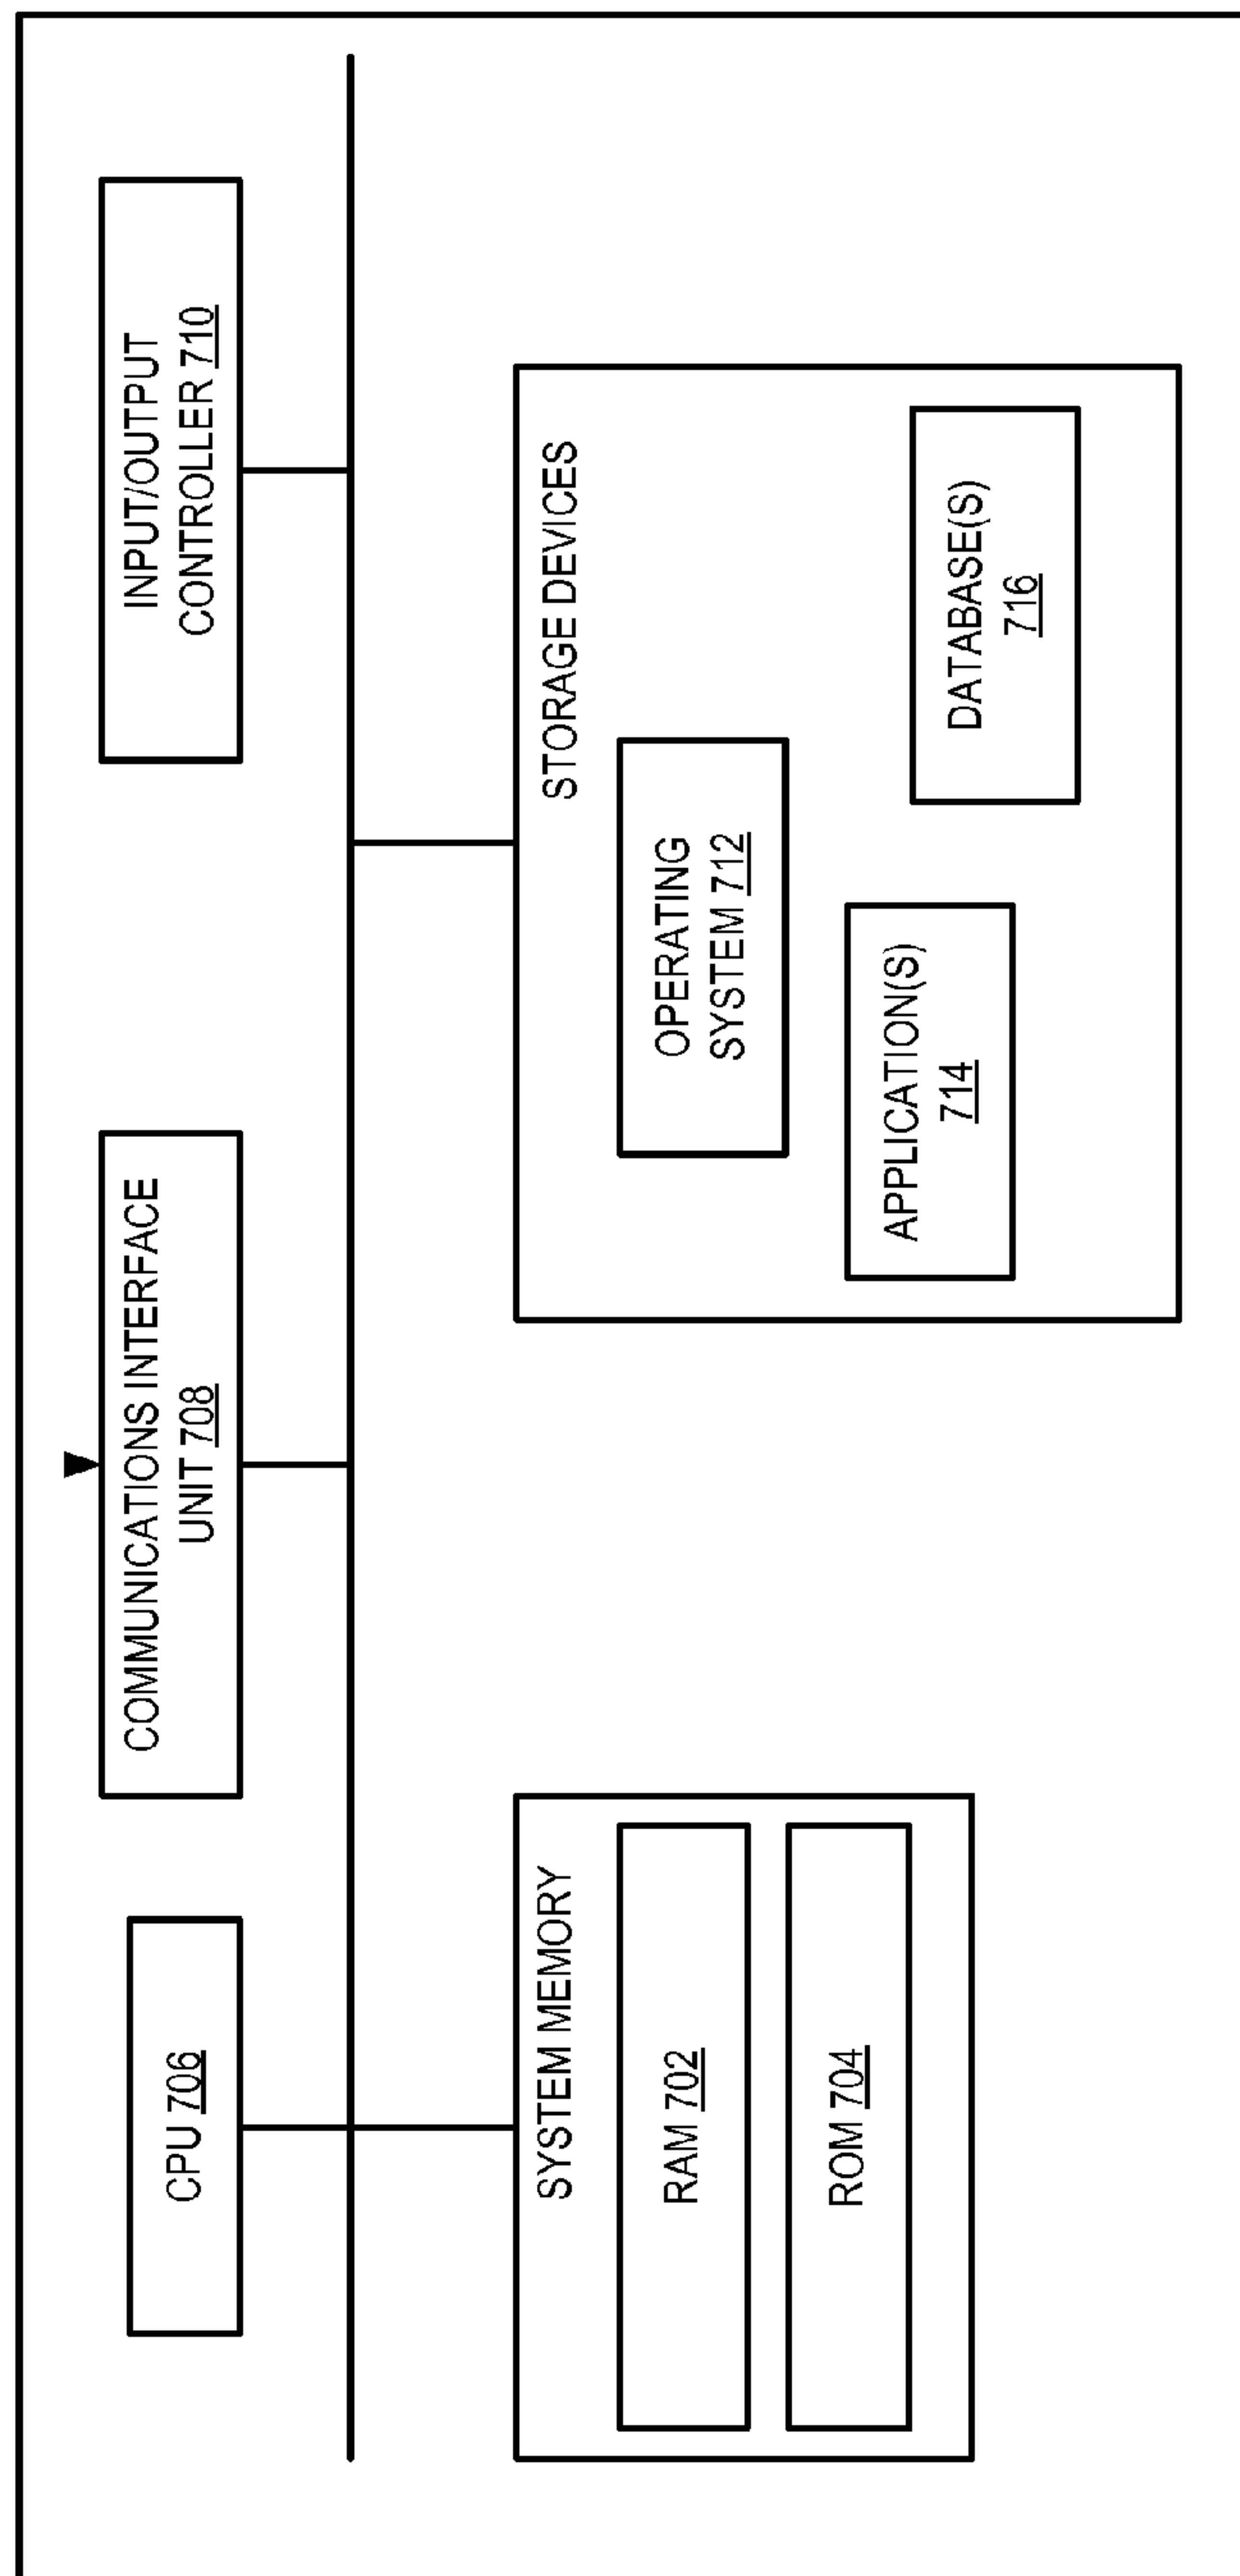 CPU 706
COMMUNICATIONS INTERFACE
UNIT 708
INPUT/OUTPUT
CONTROLLER 710
SYSTEM MEMORY
RAM 702
ROM 704
STORAGE DEVICES
OPERATING
SYSTEM 712
APPLICATION(S)
714
DATABASE(S)
716